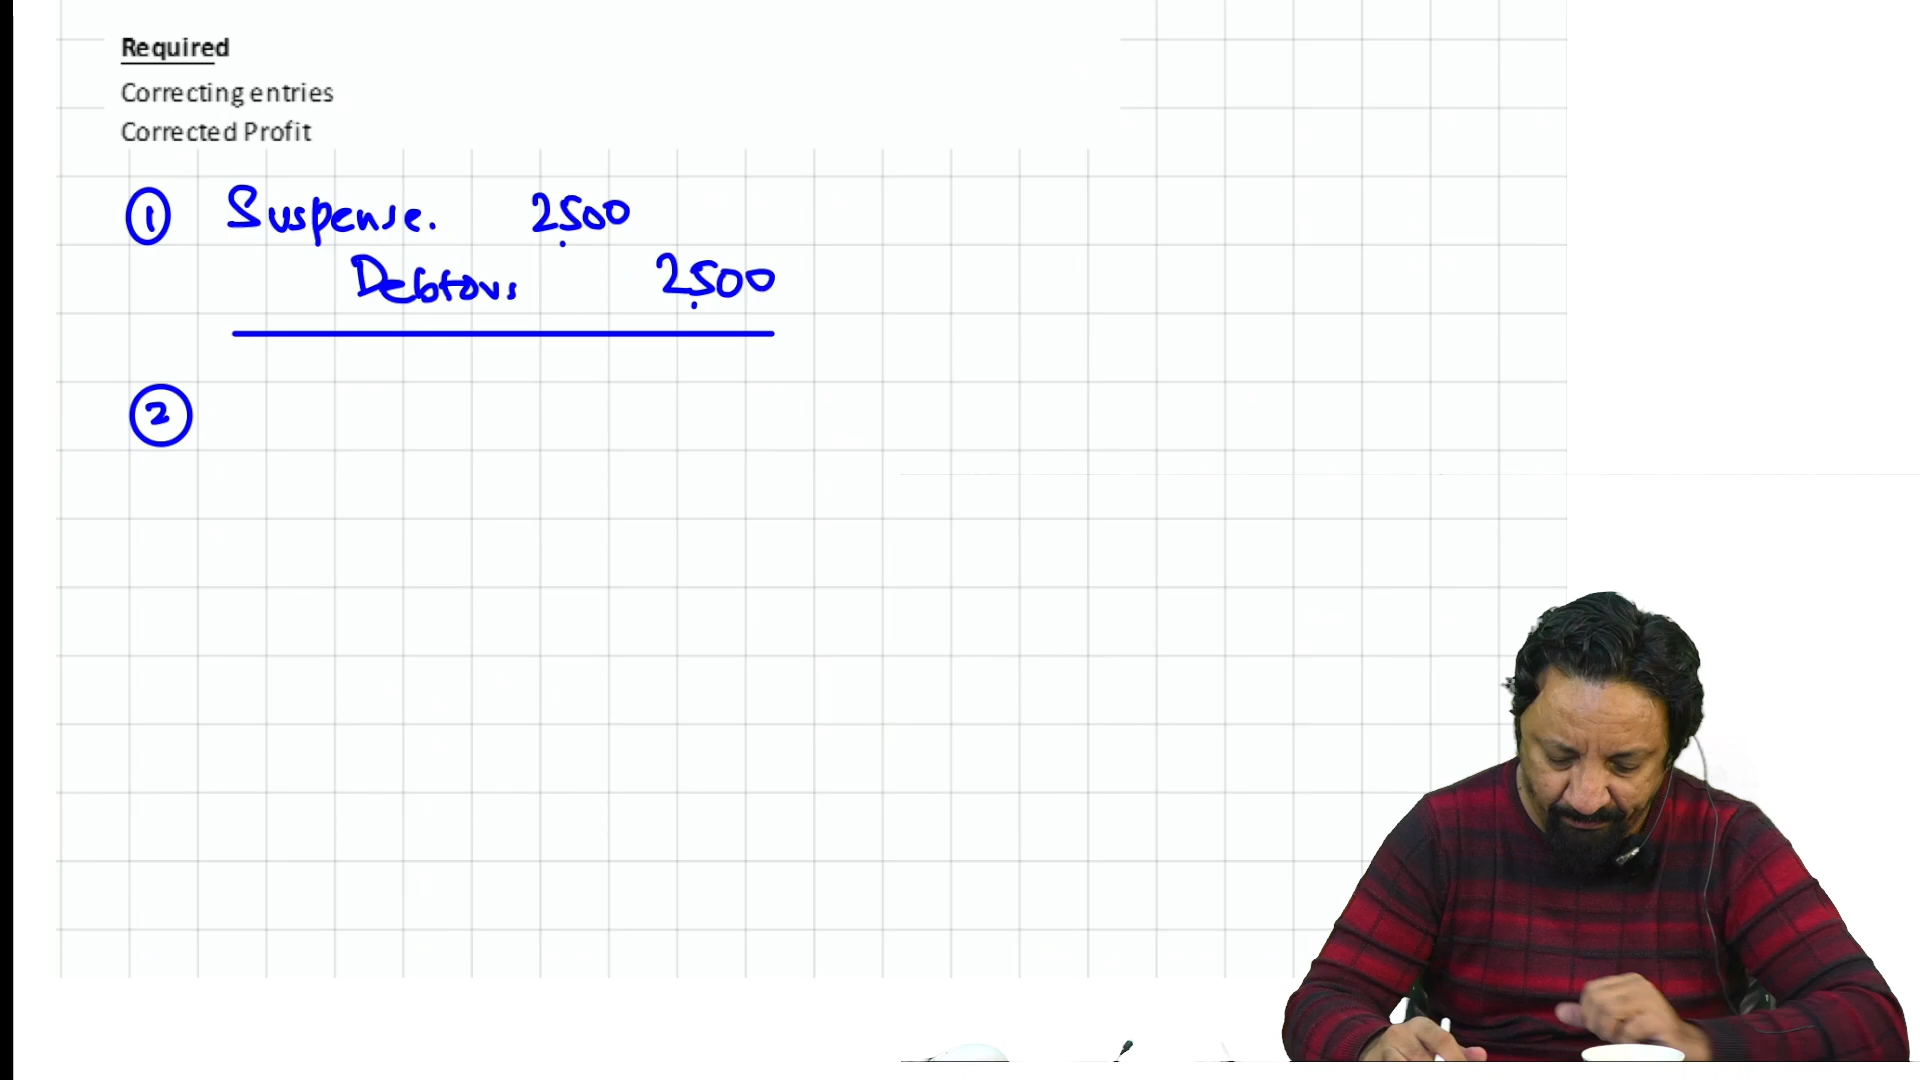 Required
Correcting entries
Corrected Profit
① Suspense. 2500
Debtors 2500
②